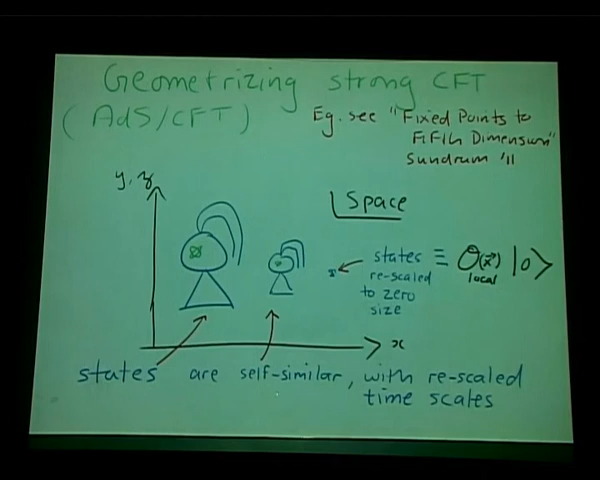 Geometrizing strong CFT
(AdS/CFT)
Eg. see "Fixed Points to
Fifth Dimension"
Sundrum '11
y, z
Space
states ≡ O(x⃗) |0>
re-scaled local
to zero
size
x
states are self-similar, with re-scaled
time scales